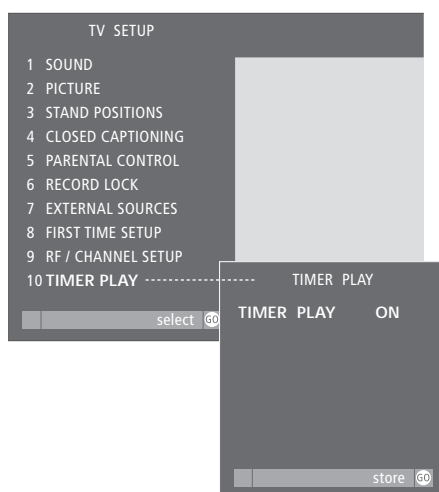 TV SETUP
1 SOUND
2 PICTURE
3 STAND POSITIONS
4 CLOSED CAPTIONING
5 PARENTAL CONTROL
6 RECORD LOCK
7 EXTERNAL SOURCES
8 FIRST TIME SETUP
9 RF / CHANNEL SETUP
10 TIMER PLAY
select GO
TIMER PLAY
TIMER PLAY ON
store GO